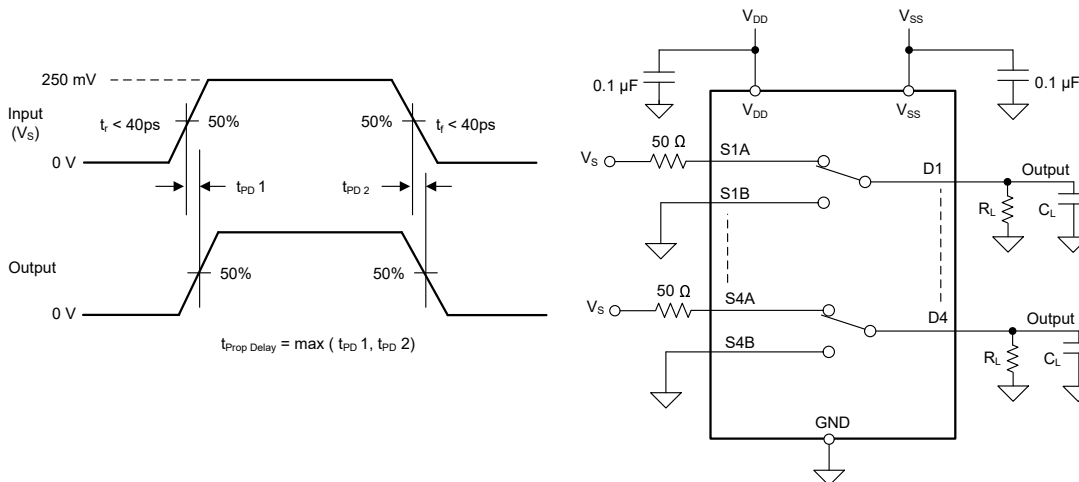 250 mV
Input
(VS)
tr < 40ps
50%
50%
tf < 40ps
0 V
tPD 1
tPD 2
Output
50%
50%
0 V
tProp Delay = max ( tPD 1, tPD 2)
VDD
VSS
0.1 µF
0.1 µF
VDD
VSS
50 Ω
VS
S1A
D1
Output
S1B
RL
CL
50 Ω
VS
S4A
D4
Output
S4B
RL
CL
GND